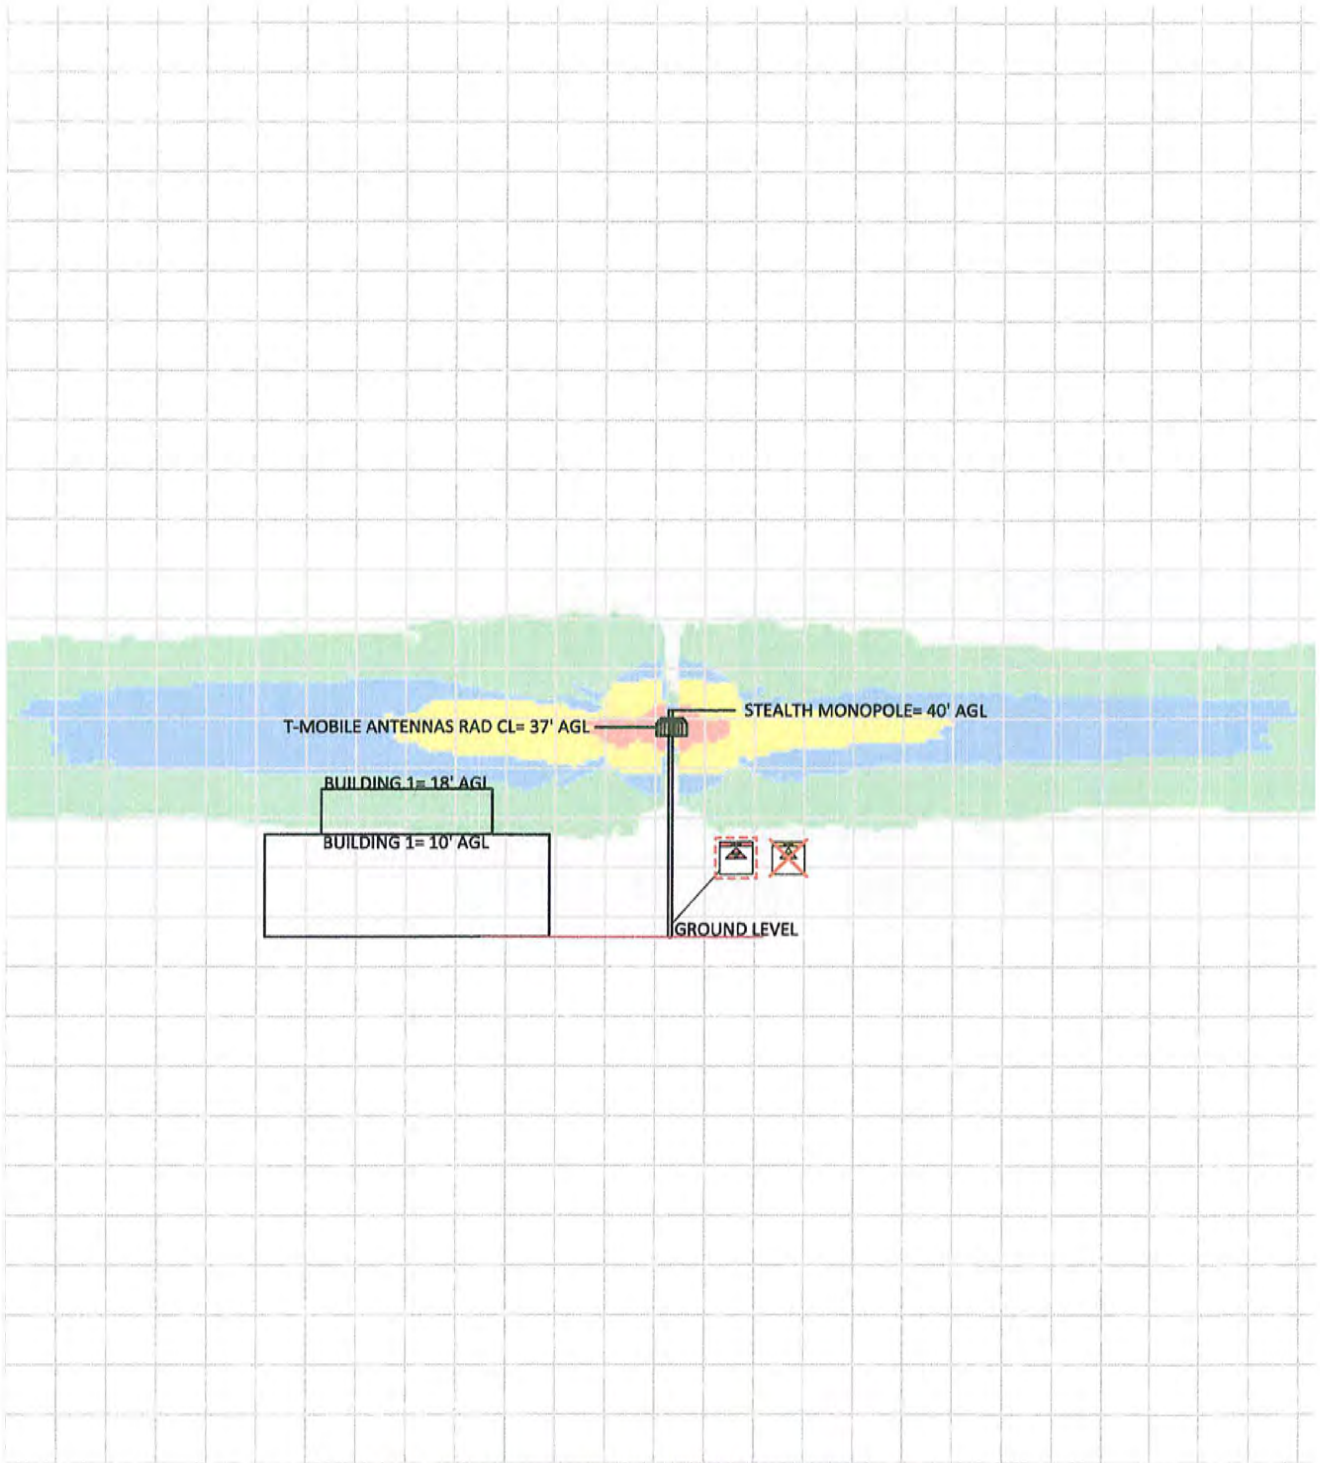 STEALTH MONOPOLE= 40' AGL
T-MOBILE ANTENNAS RAD CL= 37' AGL
BUILDING 1= 18' AGL
BUILDING 1= 10' AGL
GROUND LEVEL